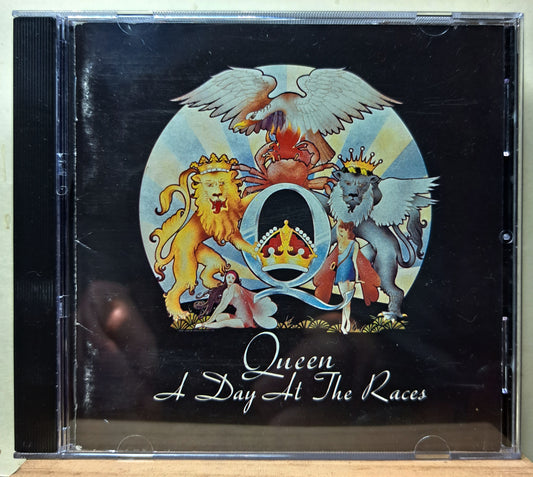 Q
Queen
A Day At The Races